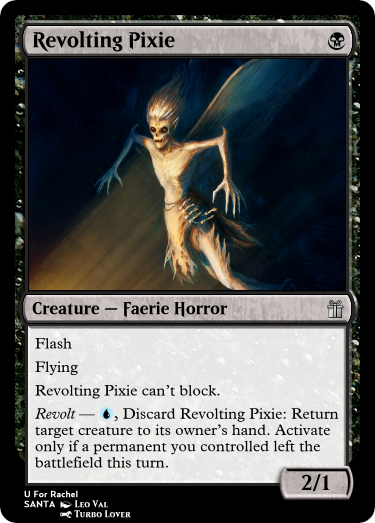 Revolting Pixie
Creature — Faerie Horror
Flash
Flying
Revolting Pixie can't block.
Revolt — , Discard Revolting Pixie: Return
target creature to its owner's hand. Activate
only if a permanent you controlled left the
battlefield this turn.
2/1
U For Rachel
SANTA Leo Val
Turbo Lover